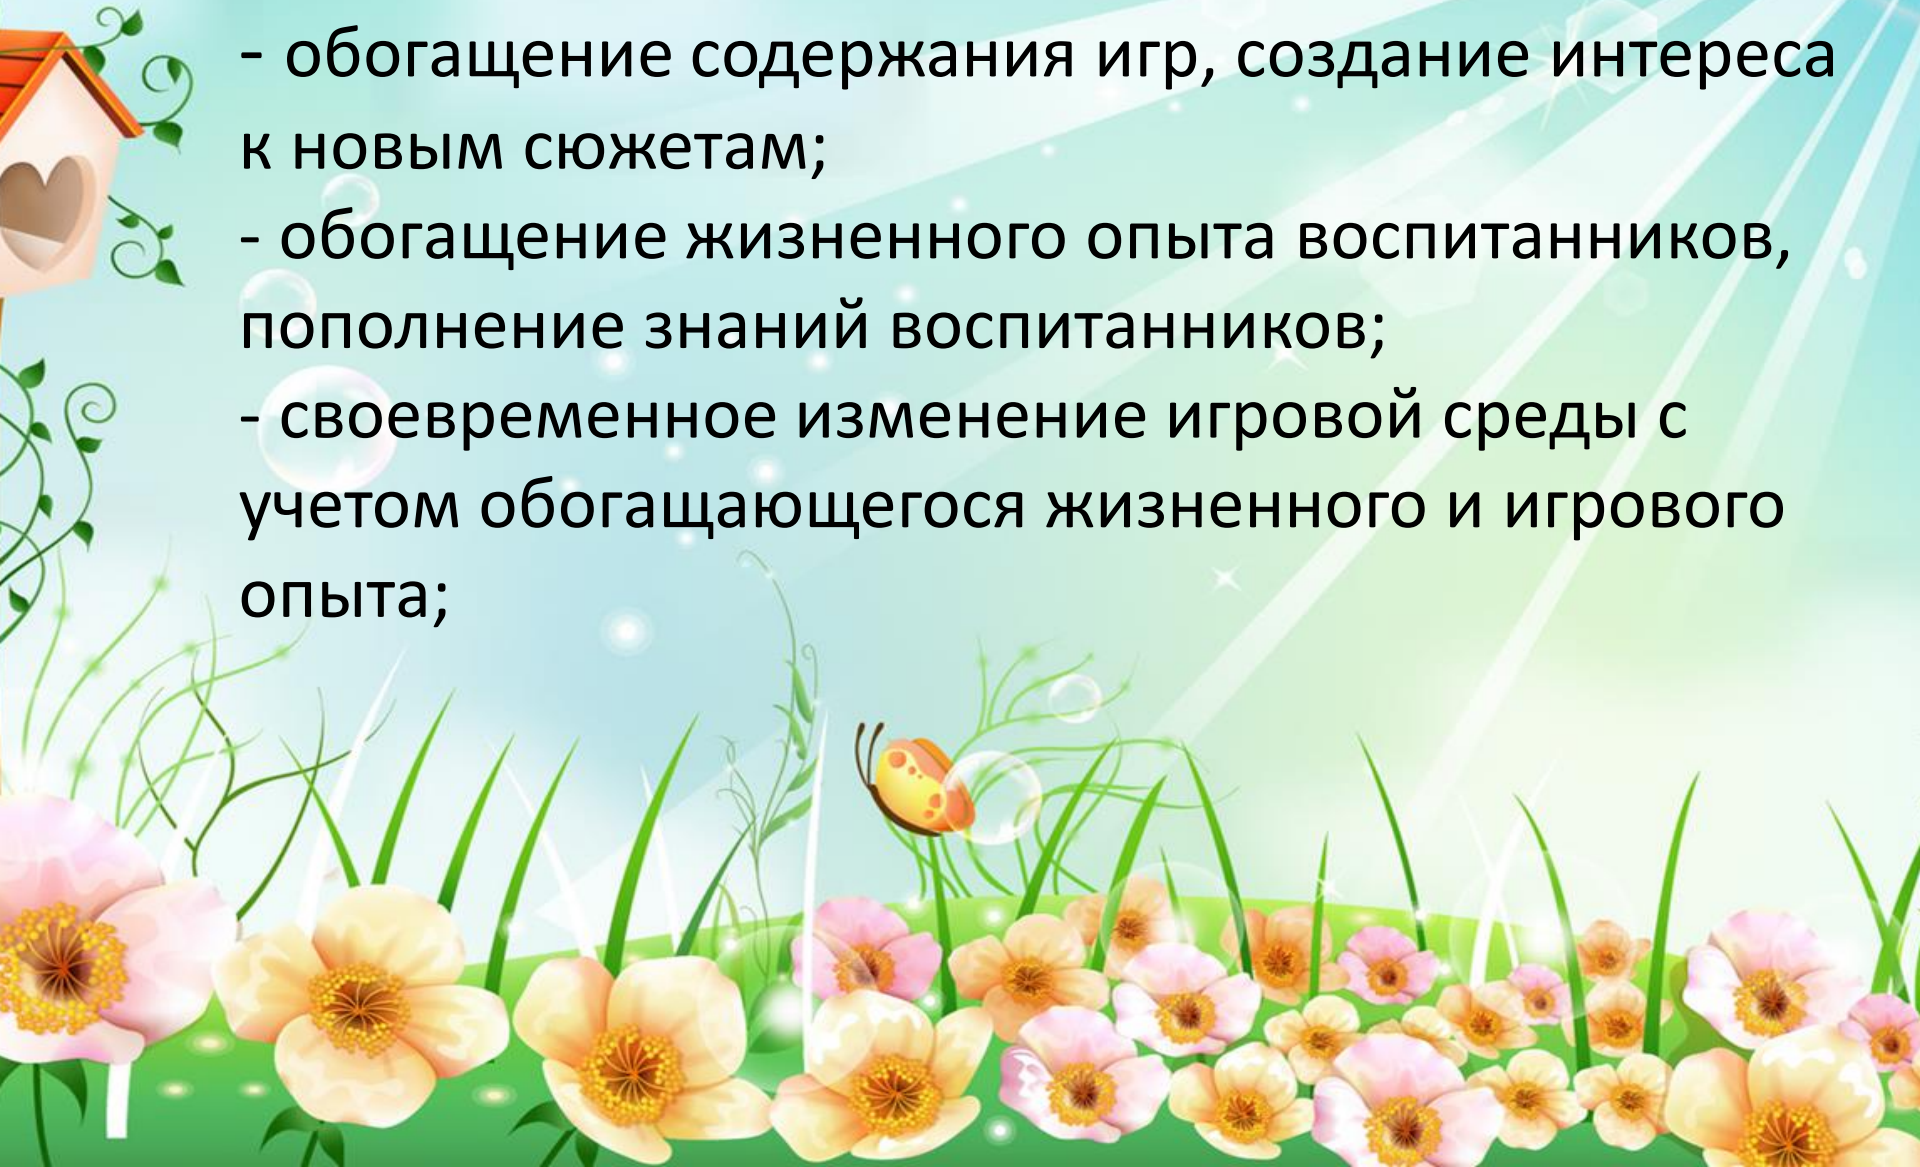 - обогащение содержания игр, создание интереса
к новым сюжетам;
- обогащение жизненного опыта воспитанников,
пополнение знаний воспитанников;
- своевременное изменение игровой среды с
учетом обогащающегося жизненного и игрового
опыта;